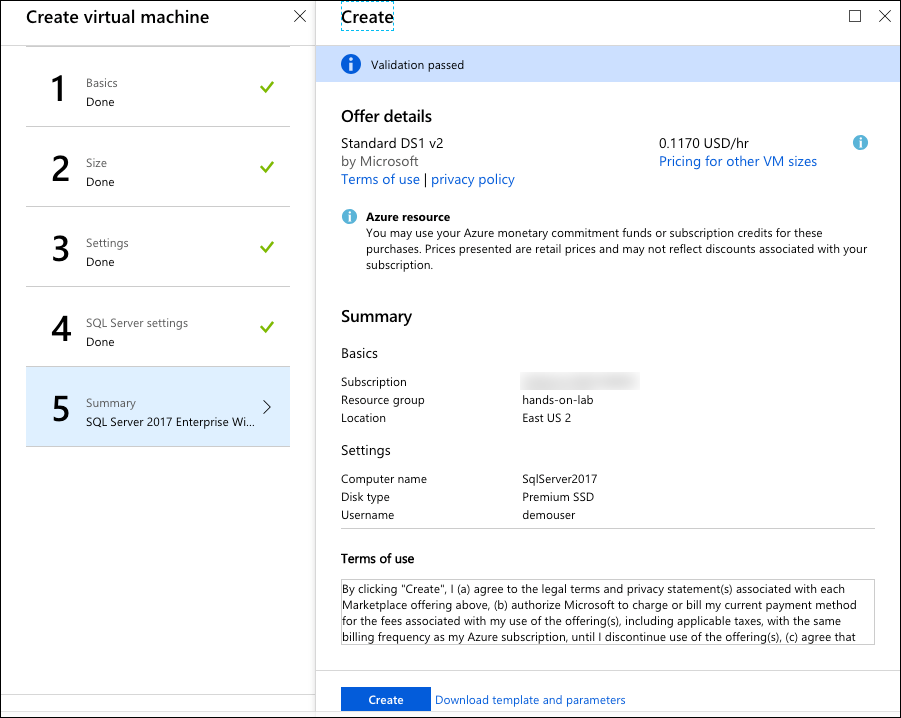 Create virtual machine
1
Basics
Done
2
Size
Done
3
Settings
Done
4
SQL Server settings
Done
5
Summary
SQL Server 2017 Enterprise Wi...
Create
Validation passed
Offer details
Standard DS1 v2
0.1170 USD/hr
by Microsoft
Pricing for other VM sizes
Terms of use | privacy policy
Azure resource
You may use your Azure monetary commitment funds or subscription credits for these
purchases. Prices presented are retail prices and may not reflect discounts associated with your
subscription.
Summary
Basics
Subscription
Resource group hands-on-lab
Location East US 2
Settings
Computer name SqlServer2017
Disk type Premium SSD
Username demouser
Terms of use
By clicking "Create", I (a) agree to the legal terms and privacy statement(s) associated with each
Marketplace offering above, (b) authorize Microsoft to charge or bill my current payment method
for the fees associated with my use of the offering(s), including applicable taxes, with the same
billing frequency as my Azure subscription, until I discontinue use of the offering(s), (c) agree that
Create Download template and parameters